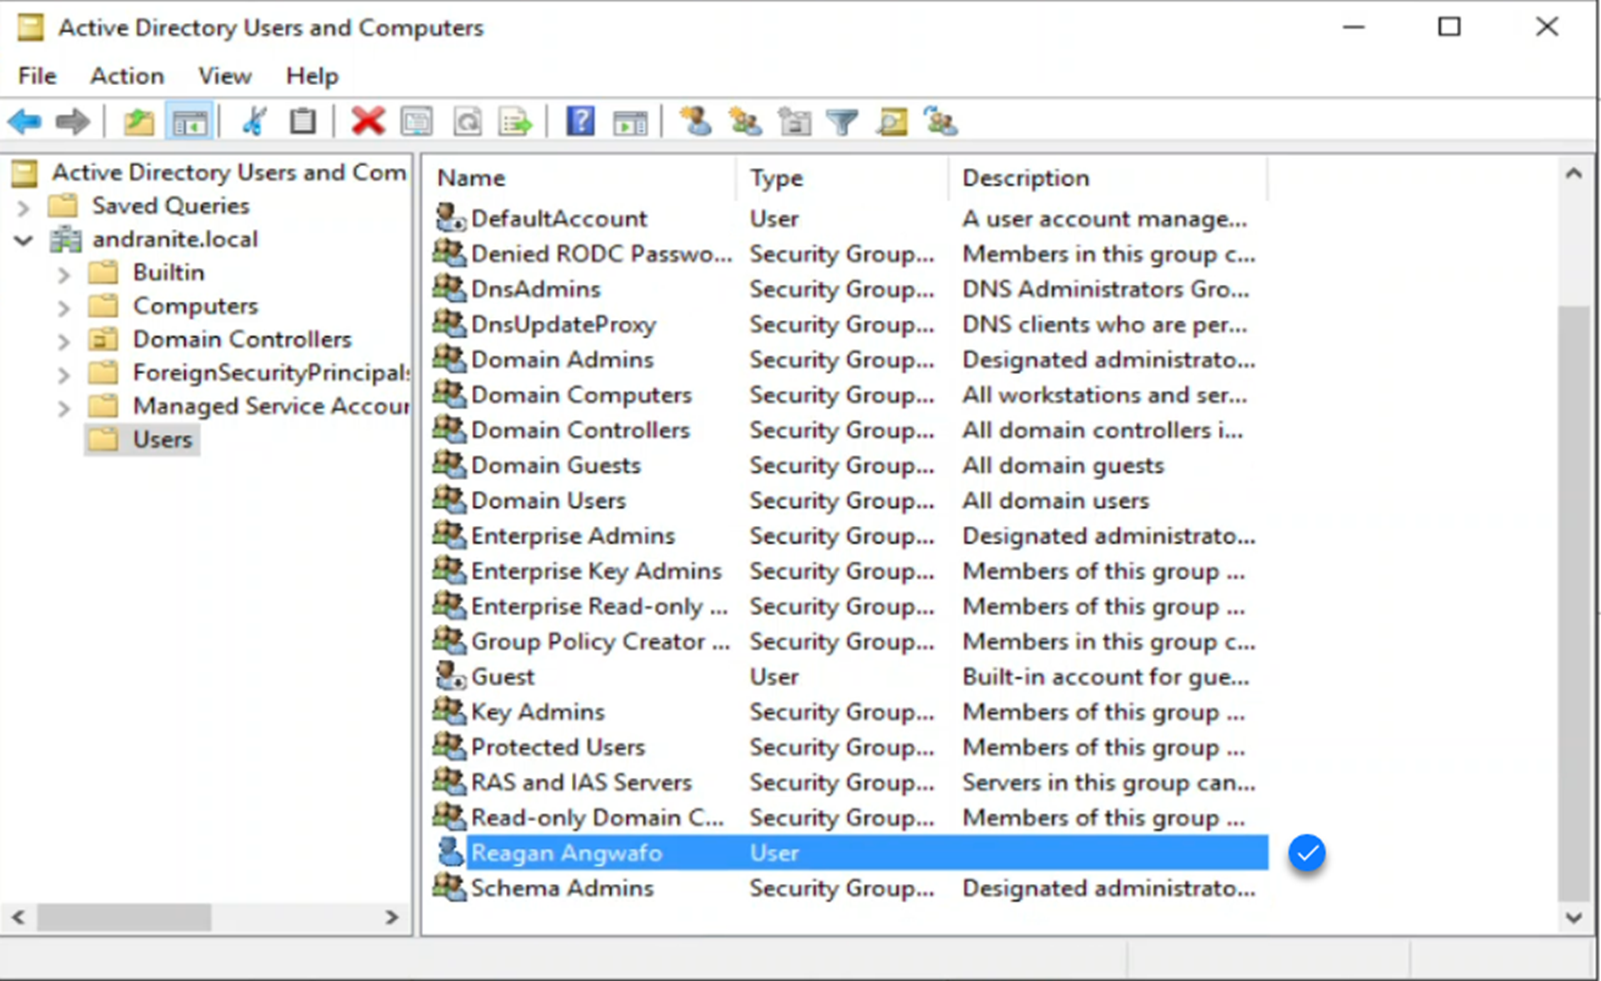 Active Directory Users and Computers
File Action View Help
Active Directory Users and Com
Saved Queries
andranite.local
Builtin
Computers
Domain Controllers
ForeignSecurityPrincipals
Managed Service Accour
Users
Name Type Description
DefaultAccount User A user account manage...
Denied RODC Passwo... Security Group... Members in this group c...
DnsAdmins Security Group... DNS Administrators Gro...
DnsUpdateProxy Security Group... DNS clients who are per...
Domain Admins Security Group... Designated administrato...
Domain Computers Security Group... All workstations and ser...
Domain Controllers Security Group... All domain controllers i...
Domain Guests Security Group... All domain guests
Domain Users Security Group... All domain users
Enterprise Admins Security Group... Designated administrato...
Enterprise Key Admins Security Group... Members of this group ...
Enterprise Read-only ... Security Group... Members of this group ...
Group Policy Creator ... Security Group... Members in this group c...
Guest User Built-in account for gue...
Key Admins Security Group... Members of this group ...
Protected Users Security Group... Members of this group ...
RAS and IAS Servers Security Group... Servers in this group can...
Read-only Domain C... Security Group... Members of this group ...
Reagan Angwafo User
Schema Admins Security Group... Designated administrato...